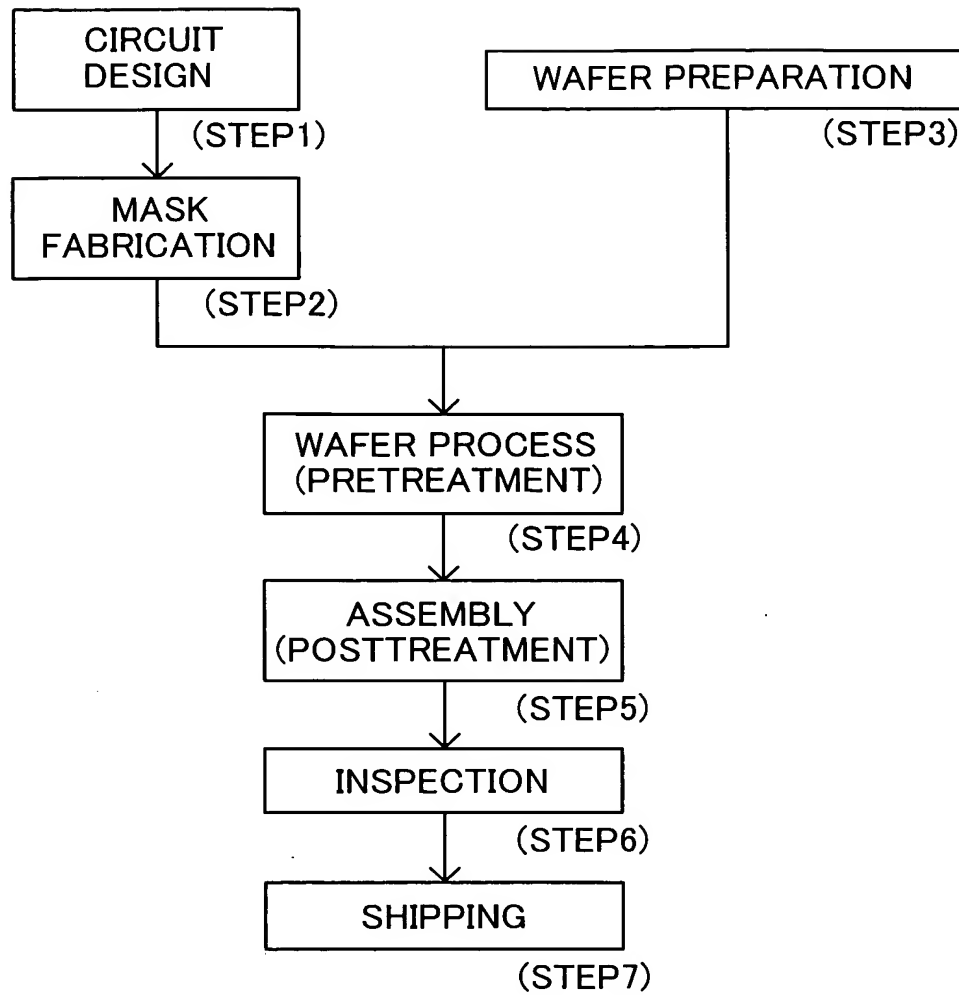 CIRCUIT
DESIGN
(STEP1)
MASK
FABRICATION
(STEP2)
WAFER PREPARATION
(STEP3)
WAFER PROCESS
(PRETREATMENT)
(STEP4)
ASSEMBLY
(POSTTREATMENT)
(STEP5)
INSPECTION
(STEP6)
SHIPPING
(STEP7)